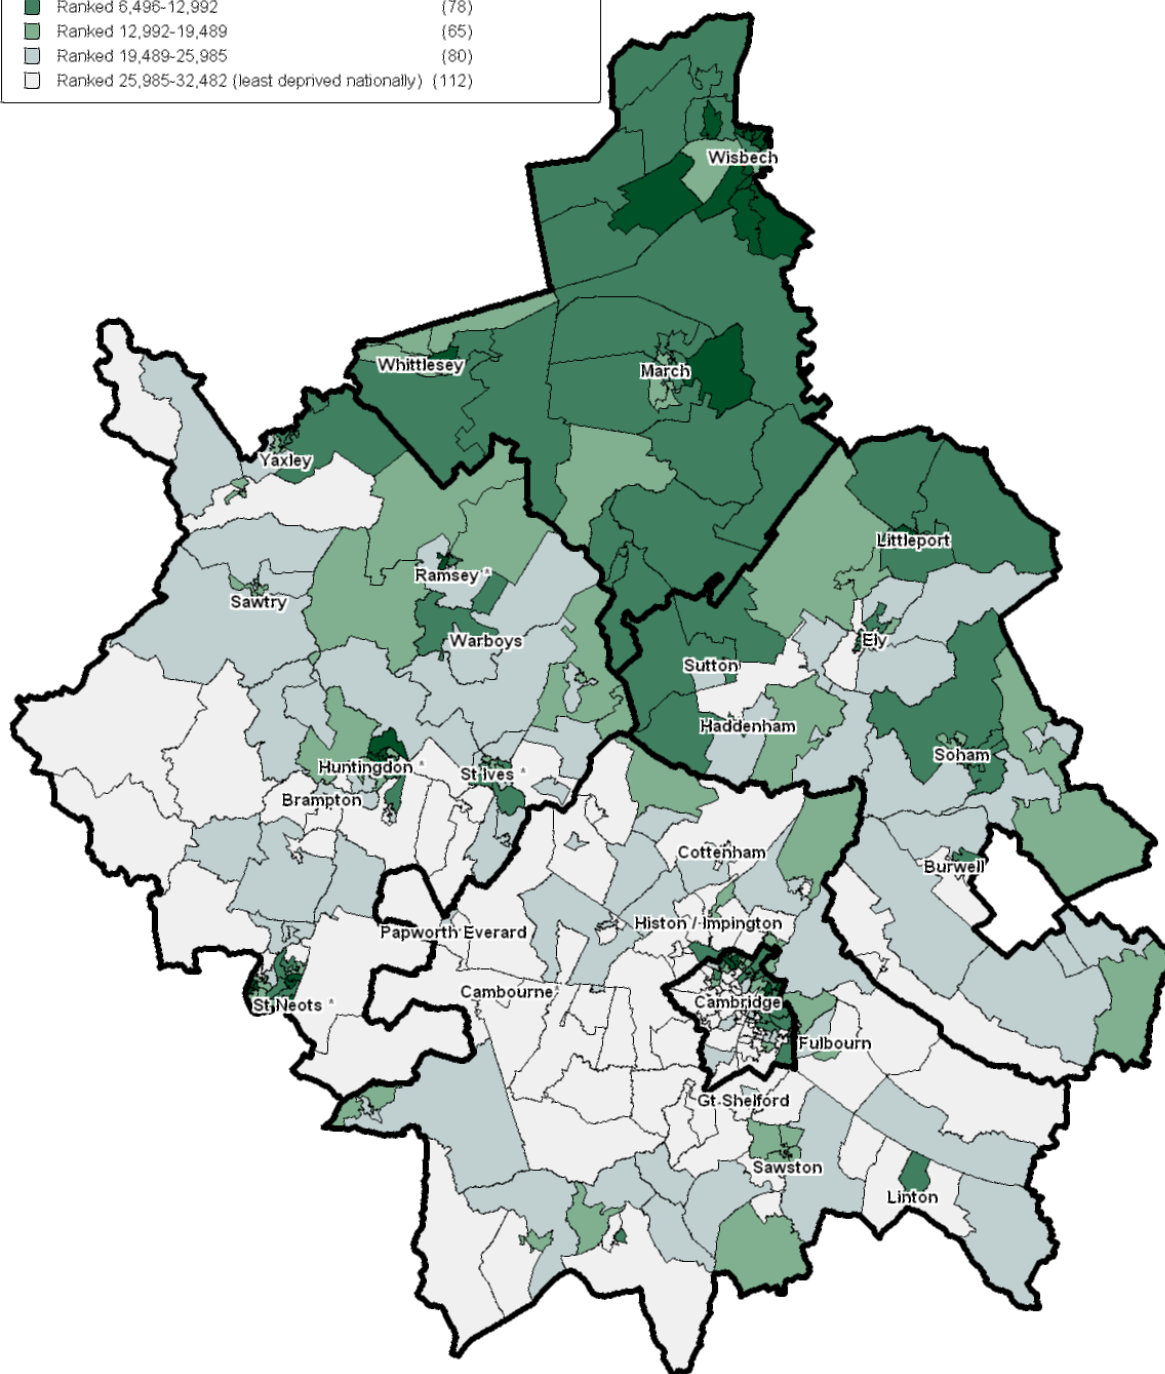 Ranked 6,496-12,992 (78)
Ranked 12,992-19,489 (65)
Ranked 19,489-25,985 (80)
Ranked 25,985-32,482 (least deprived nationally) (112)
Wisbech
Whittlesey
March
Yaxley
Littleport
Ramsey *
Sawtry
Warboys
Ely
Sutton
Haddenham
Soham
Huntingdon *
St Ives *
Brampton
Cottenham
Burwell
Histon / Impington
Papworth Everard
Cambourne*
Cambridge
St Neots *
Fulbourn
Gt Shelford
Sawston
Linton